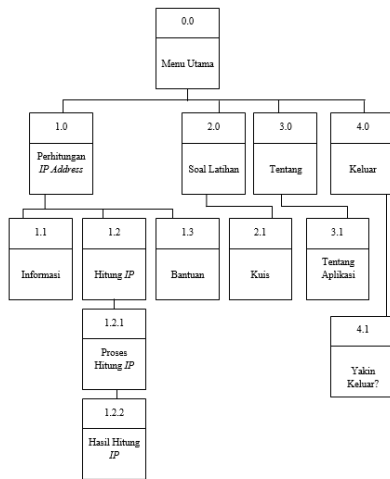 0.0
Menu Utama
1.0
Perhitungan
IP Address
2.0
Soal Latihan
3.0
Tentang
4.0
Keluar
1.1
Informasi
1.2
Hitung IP
1.3
Bantuan
2.1
Kuis
3.1
Tentang
Aplikasi
1.2.1
Proses
Hitung IP
4.1
Yakin
Keluar?
1.2.2
Hasil Hitung
IP